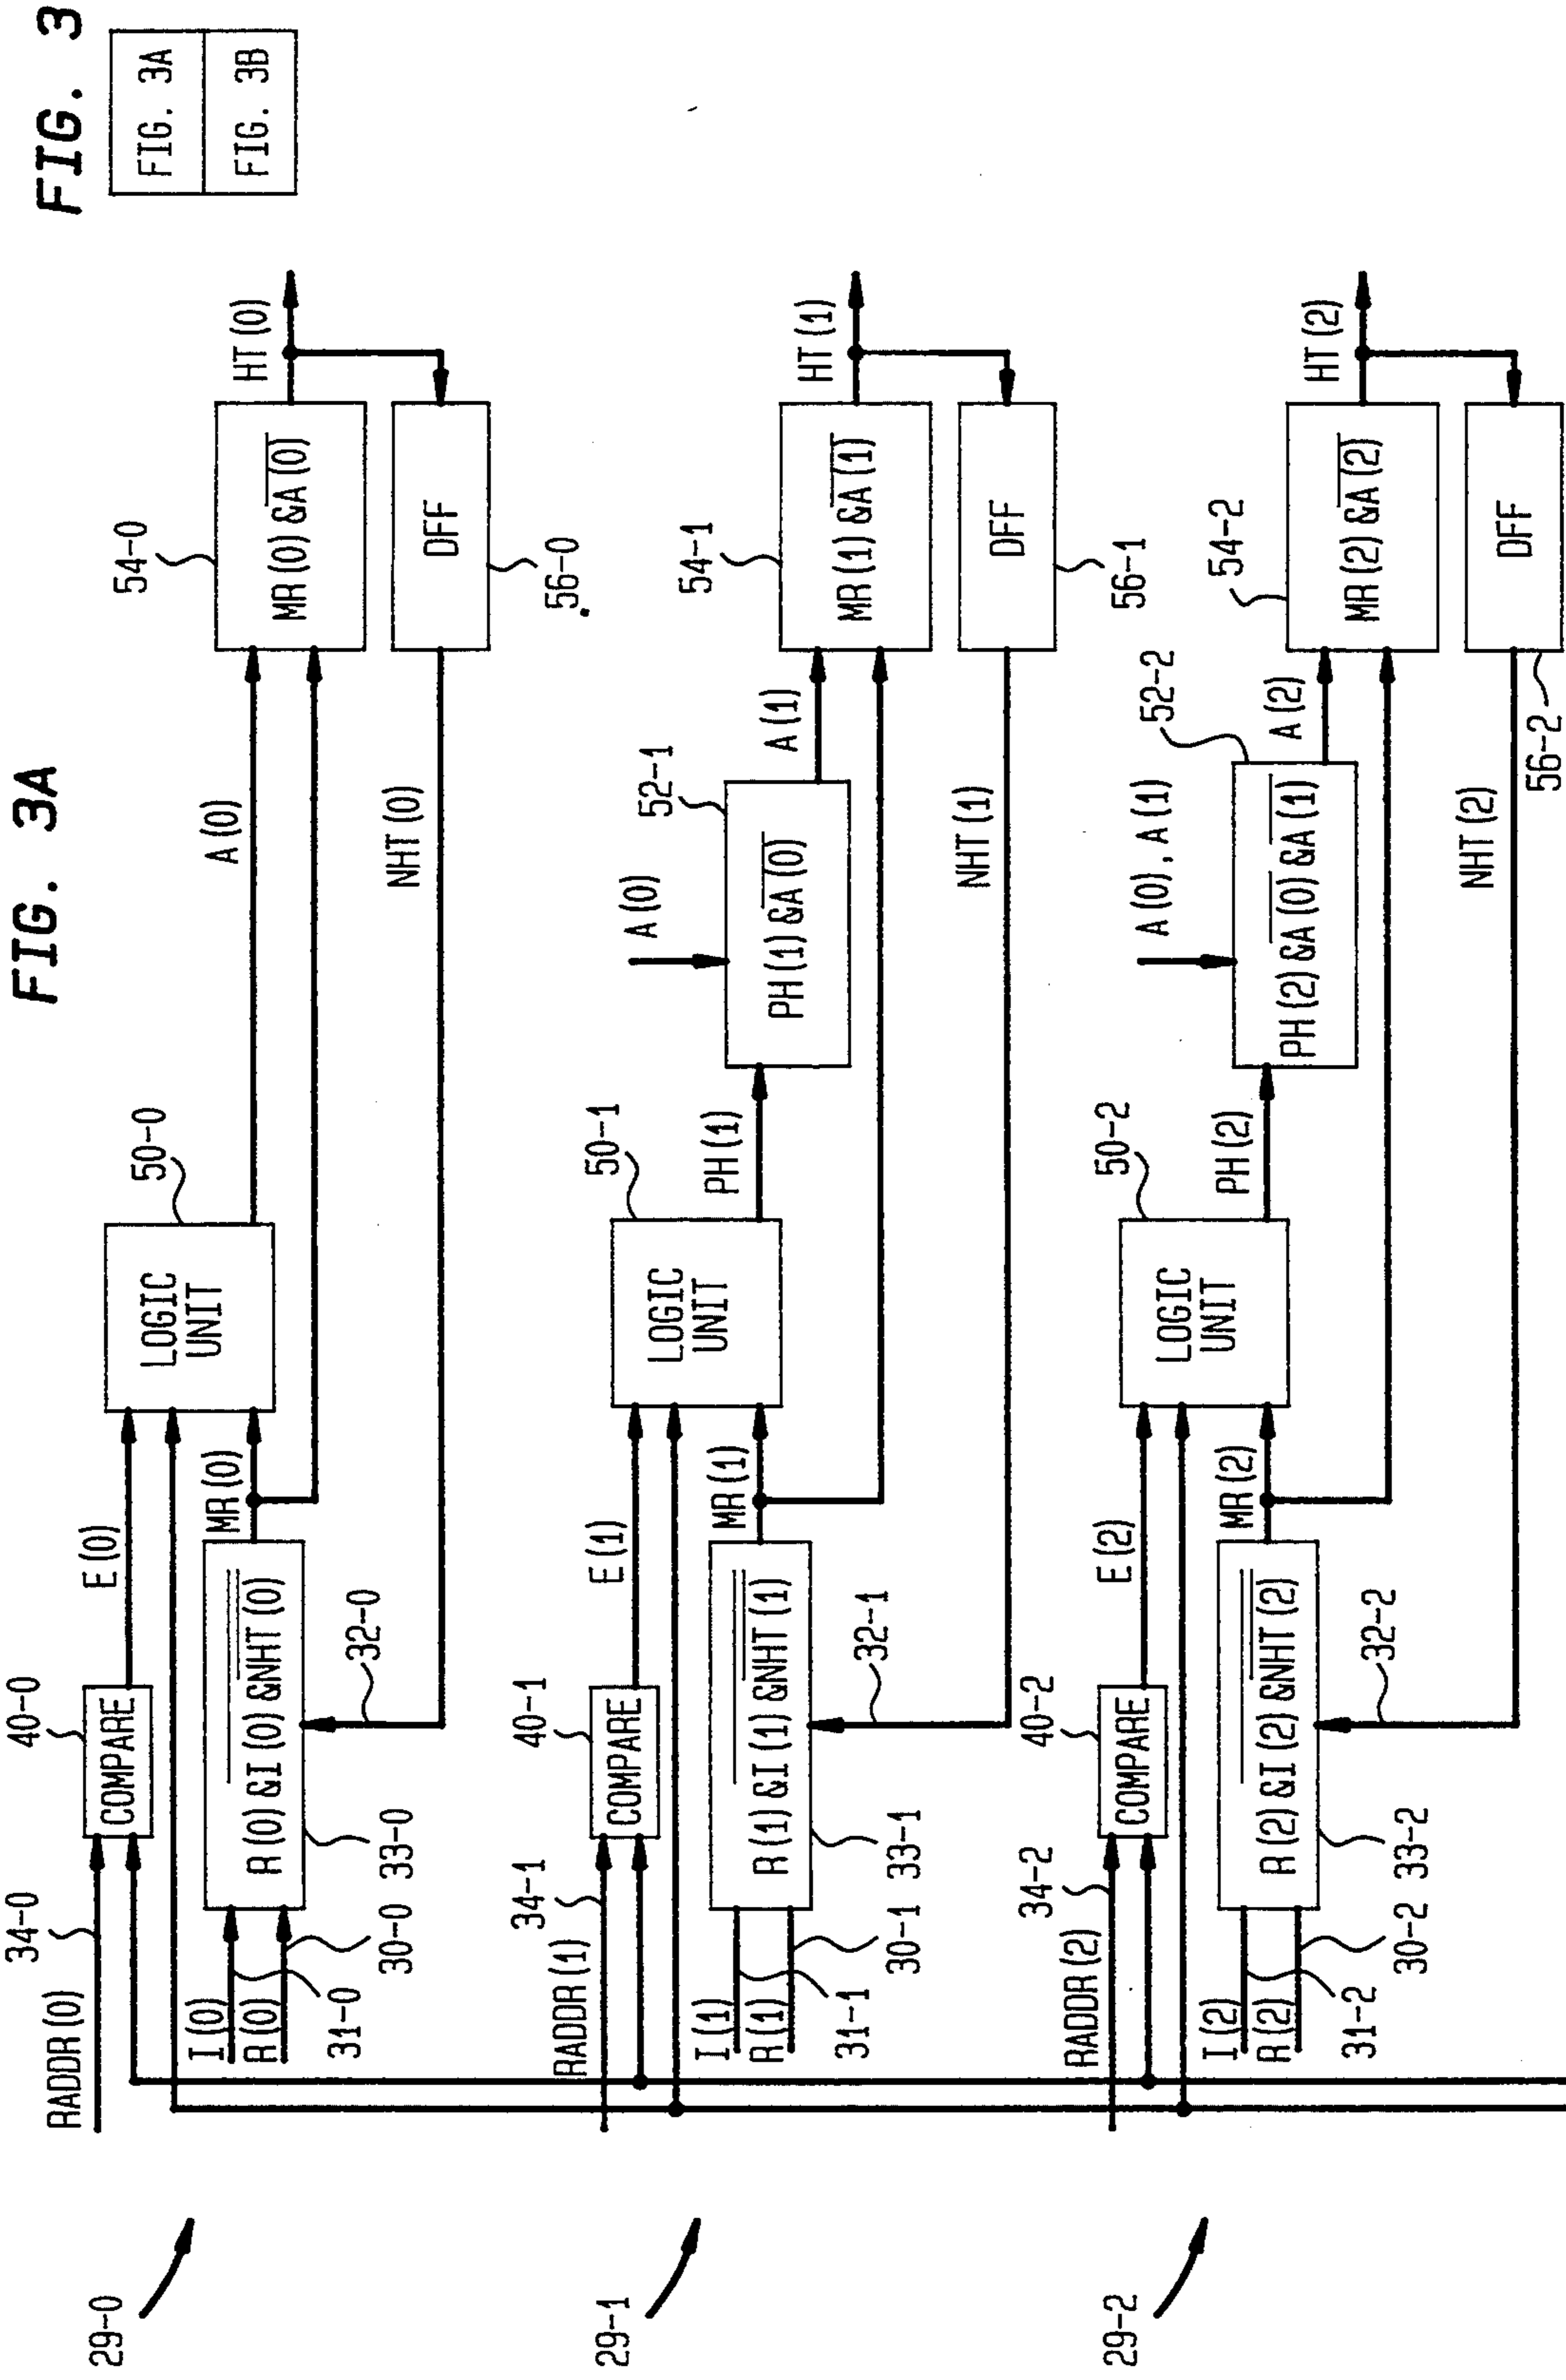 FIG. 3A
FIG. 3
FIG. 3A
FIG. 3B
29-0
RADDR(0)
34-0
40-0
COMPARE
E(0)
I(0)
R(0)
31-0
30-0
33-0
R(0)&I(0)&NHT(0)
32-0
MR(0)
LOGIC
UNIT
50-0
A(0)
NHT(0)
54-0
MR(0)&A(0)
HT(0)
DFF
56-0
29-1
RADDR(1)
34-1
40-1
COMPARE
E(1)
I(1)
R(1)
31-1
30-1
33-1
R(1)&I(1)&NHT(1)
32-1
MR(1)
LOGIC
UNIT
50-1
PH(1)
A(0)
52-1
PH(1)&A(0)
A(1)
NHT(1)
54-1
MR(1)&A(1)
HT(1)
DFF
56-1
29-2
RADDR(2)
34-2
40-2
COMPARE
E(2)
I(2)
R(2)
31-2
30-2
33-2
R(2)&I(2)&NHT(2)
32-2
MR(2)
LOGIC
UNIT
50-2
PH(2)
A(0),A(1)
52-2
PH(2)&A(0)&A(1)
A(2)
NHT(2)
54-2
MR(2)&A(2)
HT(2)
DFF
56-2